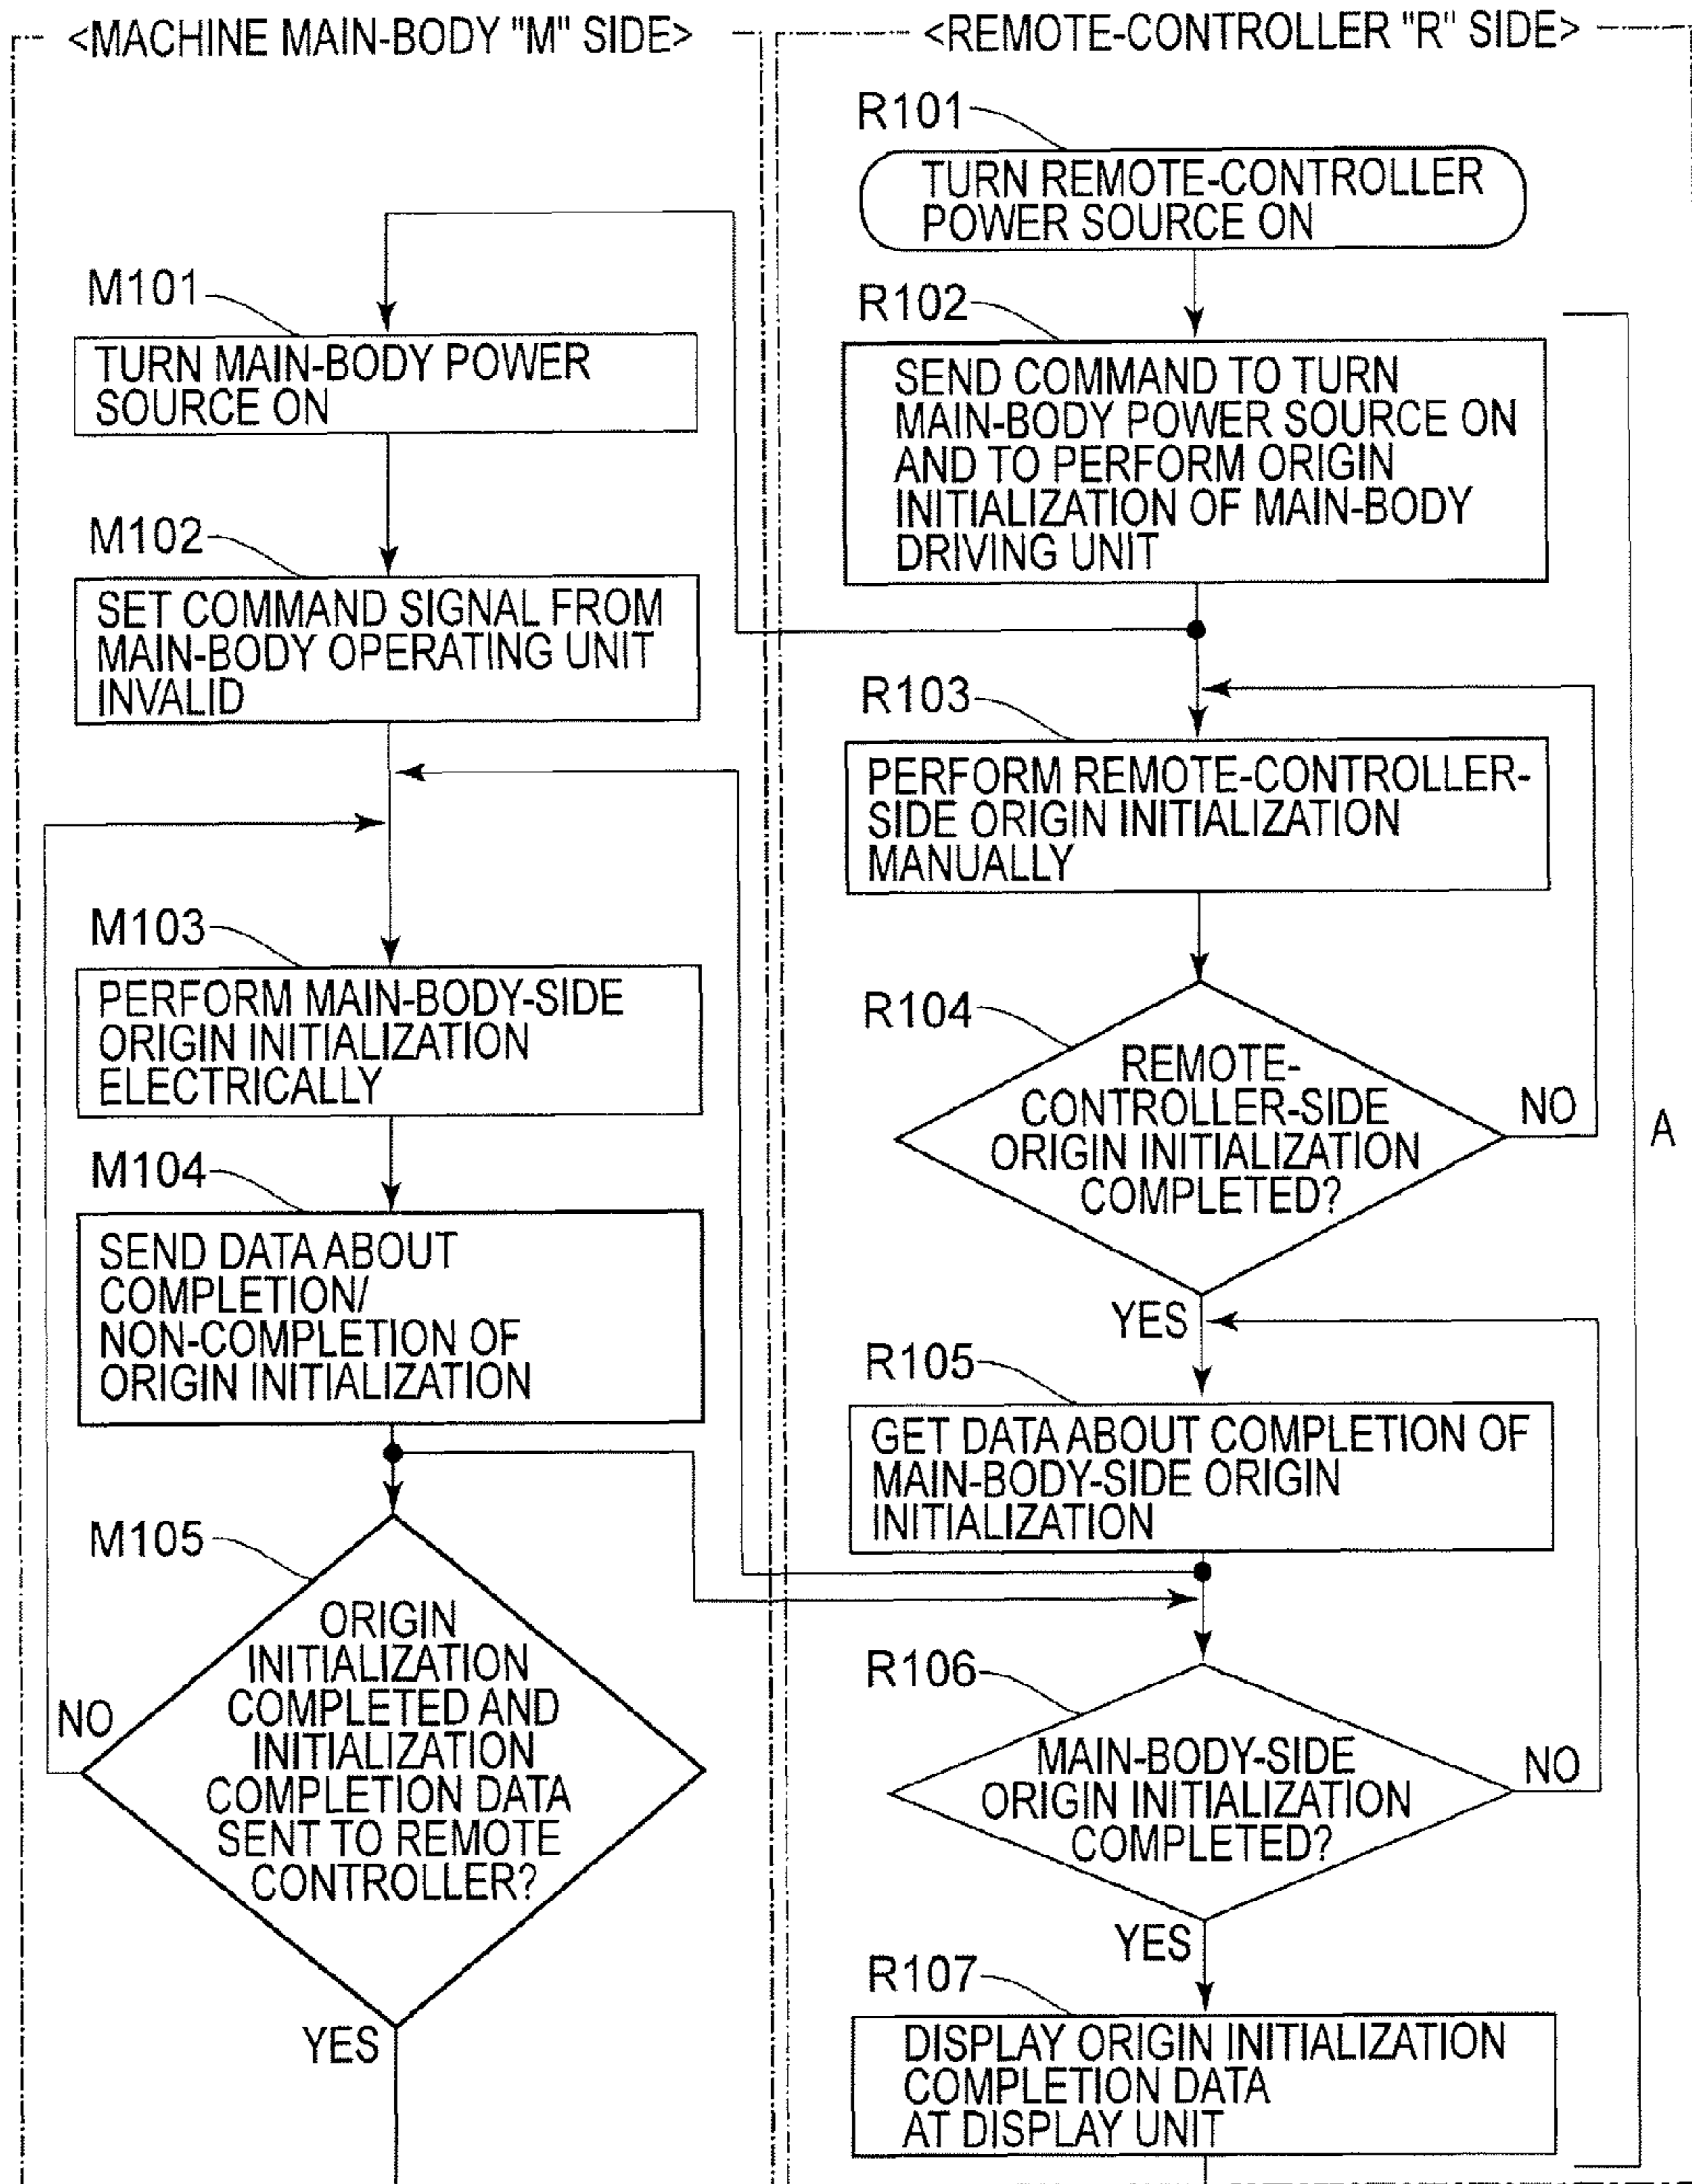 <MACHINE MAIN-BODY "M" SIDE>
M101
TURN MAIN-BODY POWER
SOURCE ON
M102
SET COMMAND SIGNAL FROM
MAIN-BODY OPERATING UNIT
INVALID
M103
PERFORM MAIN-BODY-SIDE
ORIGIN INITIALIZATION
ELECTRICALLY
M104
SEND DATA ABOUT
COMPLETION/
NON-COMPLETION OF
ORIGIN INITIALIZATION
M105
ORIGIN
INITIALIZATION
COMPLETED AND
INITIALIZATION
COMPLETION DATA
SENT TO REMOTE
CONTROLLER?
NO
YES
<REMOTE-CONTROLLER "R" SIDE>
R101
TURN REMOTE-CONTROLLER
POWER SOURCE ON
R102
SEND COMMAND TO TURN
MAIN-BODY POWER SOURCE ON
AND TO PERFORM ORIGIN
INITIALIZATION OF MAIN-BODY
DRIVING UNIT
R103
PERFORM REMOTE-CONTROLLER-
SIDE ORIGIN INITIALIZATION
MANUALLY
R104
REMOTE-
CONTROLLER-SIDE
ORIGIN INITIALIZATION
COMPLETED?
NO
YES
R105
GET DATA ABOUT COMPLETION OF
MAIN-BODY-SIDE ORIGIN
INITIALIZATION
R106
MAIN-BODY-SIDE
ORIGIN INITIALIZATION
COMPLETED?
NO
YES
R107
DISPLAY ORIGIN INITIALIZATION
COMPLETION DATA
AT DISPLAY UNIT
A